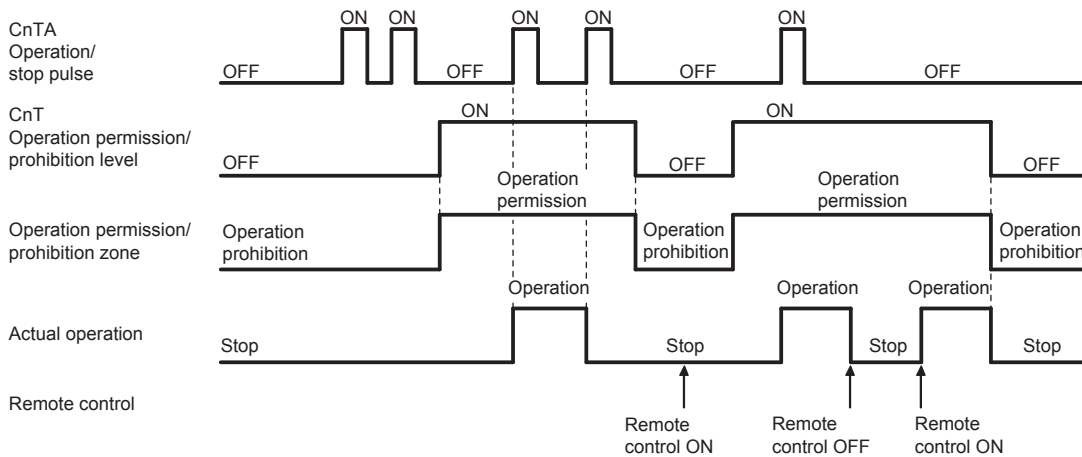 CnTA
Operation/
stop pulse
ON ON ON ON ON
OFF OFF OFF OFF
CnT
Operation permission/
prohibition level
ON ON
OFF OFF OFF
Operation permission/
prohibition zone
Operation
permission
Operation
permission
Operation
prohibition
Operation
prohibition
Operation
prohibition
Actual operation
Operation Operation Operation
Stop Stop Stop Stop
Remote control
Remote
control ON
Remote
control OFF
Remote
control ON